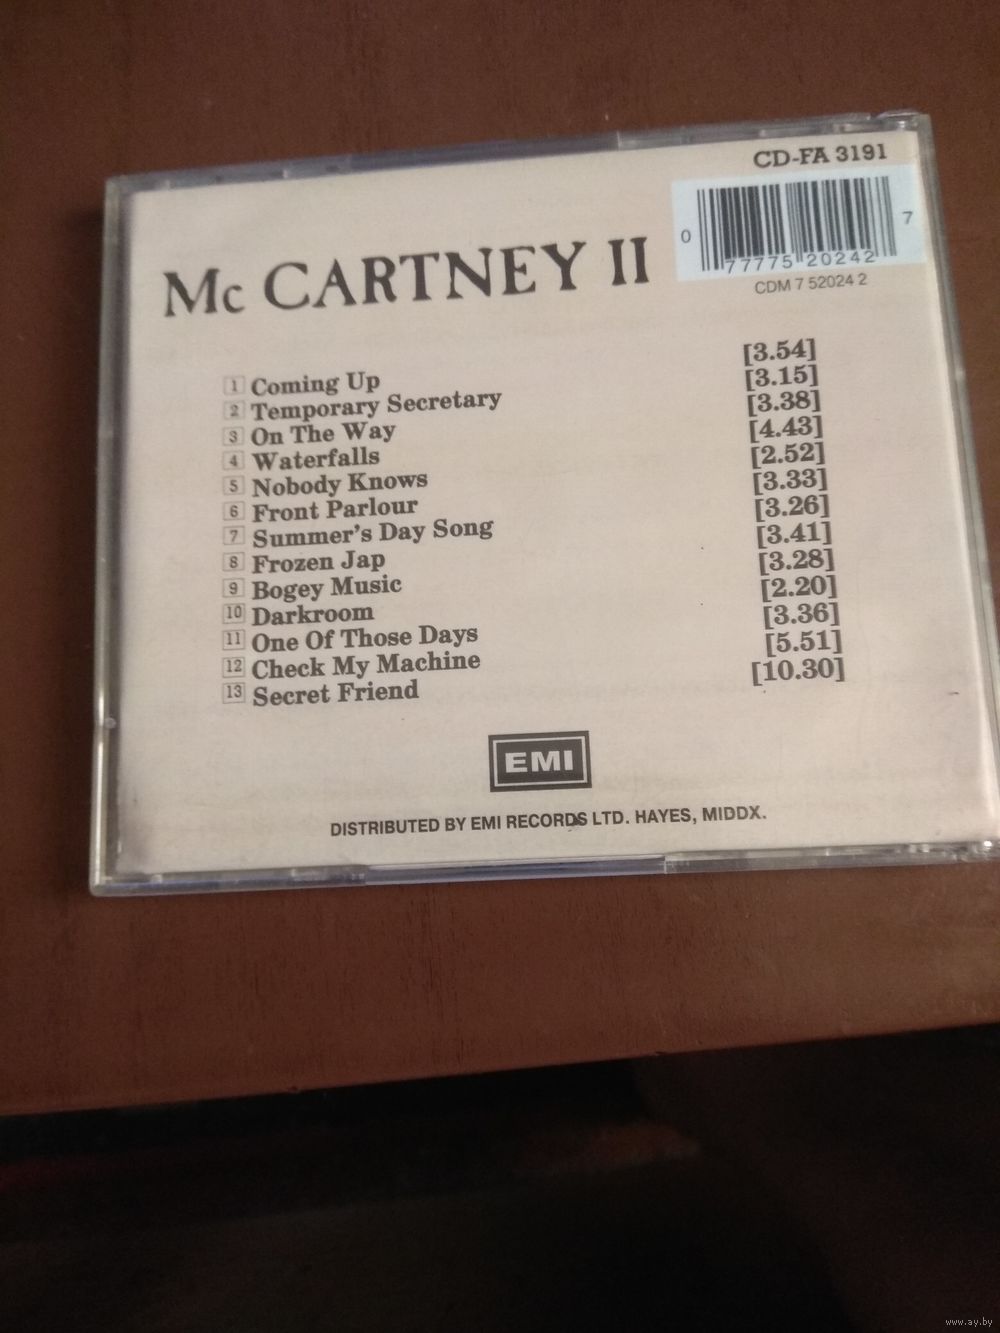 CD-FA 3191
0 77775 20242 7
CDM 7 52024 2
Mc CARTNEY II
1 Coming Up [3.54]
2 Temporary Secretary [3.15]
3 On The Way [3.38]
4 Waterfalls [4.43]
5 Nobody Knows [2.52]
6 Front Parlour [3.33]
7 Summer's Day Song [3.26]
8 Frozen Jap [3.41]
9 Bogey Music [3.28]
10 Darkroom [2.20]
11 One Of Those Days [3.36]
12 Check My Machine [5.51]
13 Secret Friend [10.30]
EMI
DISTRIBUTED BY EMI RECORDS LTD. HAYES, MIDDX.
www.ay.by